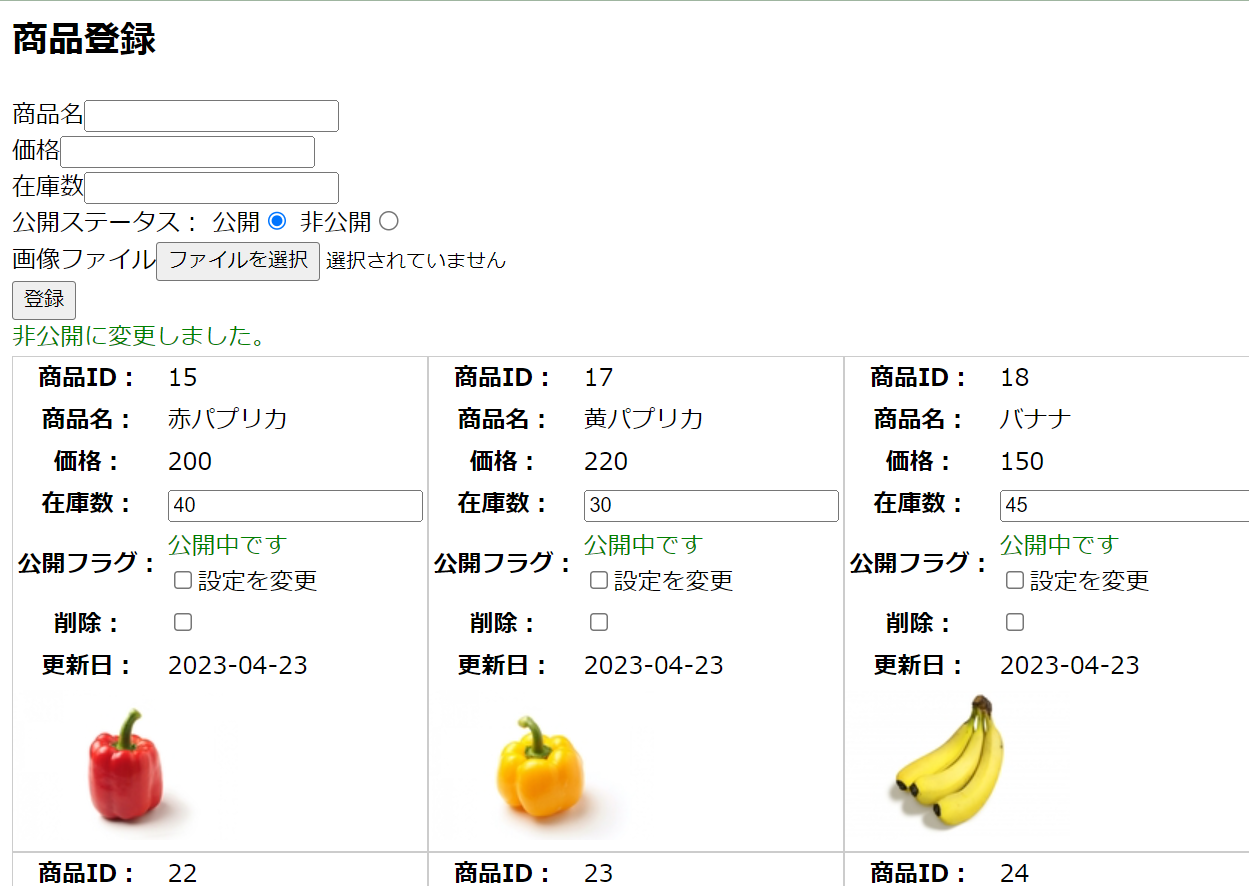 商品登録
商品名
価格
在庫数
公開ステータス： 公開 非公開
画像ファイル ファイルを選択 選択されていません
登録
非公開に変更しました。
商品ID： 15 商品ID： 17 商品ID： 18
商品名： 赤パプリカ 商品名： 黄パプリカ 商品名： バナナ
価格： 200 価格： 220 価格： 150
在庫数： 40 在庫数： 30 在庫数： 45
公開中です 公開中です 公開中です
公開フラグ： 公開フラグ： 公開フラグ：
設定を変更 設定を変更 設定を変更
削除： 削除： 削除：
更新日： 2023-04-23 更新日： 2023-04-23 更新日： 2023-04-23
商品ID： 22 商品ID： 23 商品ID： 24